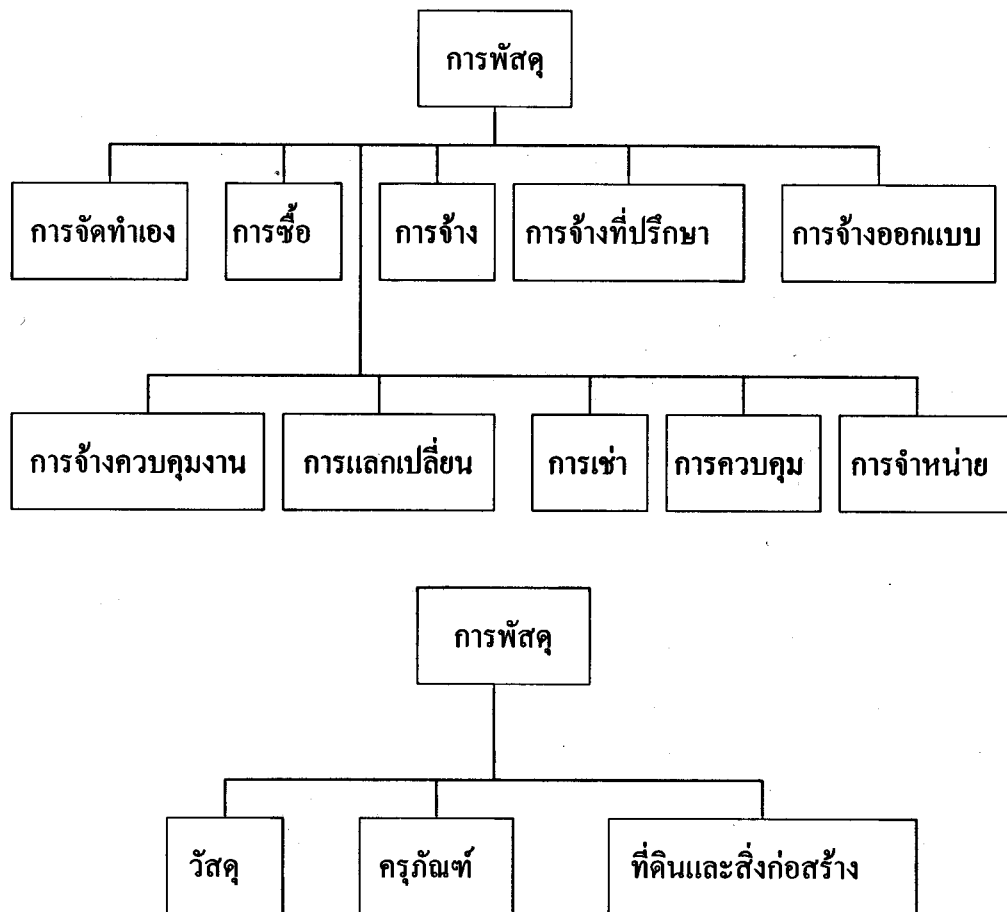 การพัสดุ
การจัดทำเอง
การซื้อ
การจ้าง
การจ้างที่ปรึกษา
การจ้างออกแบบ
การจ้างควบคุมงาน
การแลกเปลี่ยน
การเช่า
การควบคุม
การจำหน่าย
การพัสดุ
วัสดุ
ครุภัณฑ์
ที่ดินและสิ่งก่อสร้าง